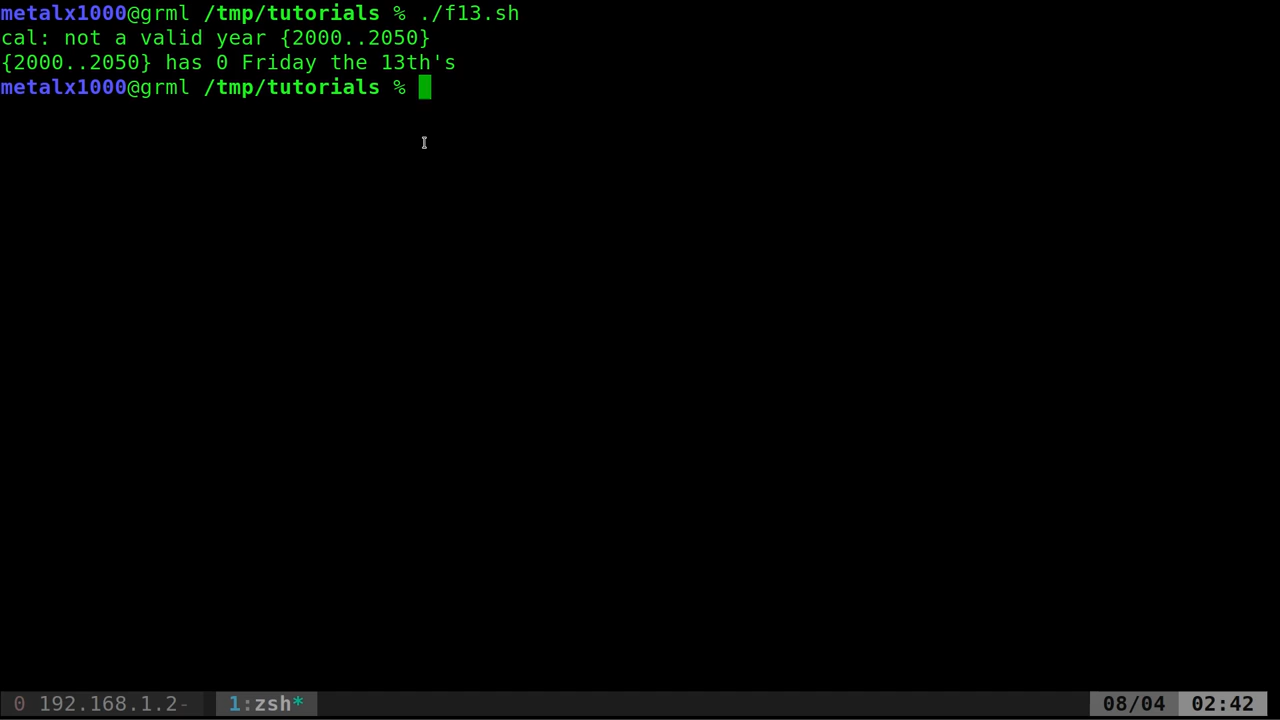 metalx1000@grml /tmp/tutorials % ./f13.sh
cal: not a valid year {2000..2050}
{2000..2050} has 0 Friday the 13th's
metalx1000@grml /tmp/tutorials %
0 192.168.1.2- 1:zsh* 08/04 02:42